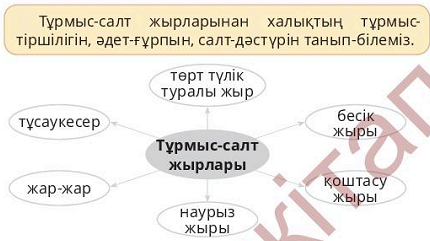 Тұрмыс-салт жырларынан халықтың тұрмыс-
тіршілігін, әдет-ғұрпын, салт-дәстүрін танып-білеміз.
төрт түлік
туралы жыр
тұсаукесер
бесік
жыры
Тұрмыс-салт
жырлары
жар-жар
қоштасу
жыры
наурыз
жыры
кітап